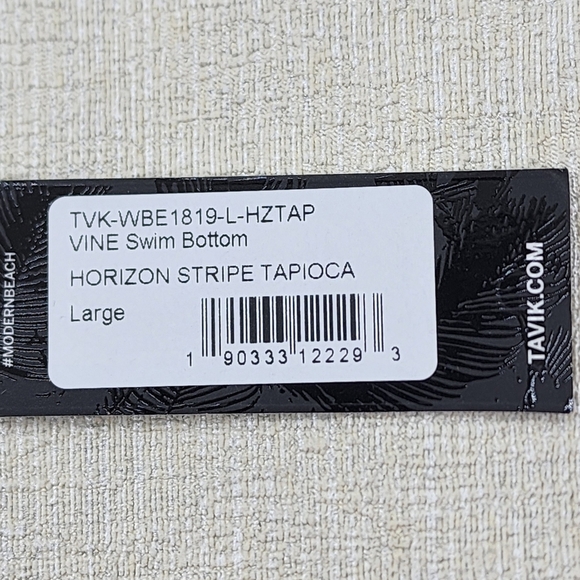 TVK-WBE1819-L-HZTAP
VINE Swim Bottom
HORIZON STRIPE TAPIOCA
Large
1 90333 12229 3
#MODERNBEACH
TAVIK.COM